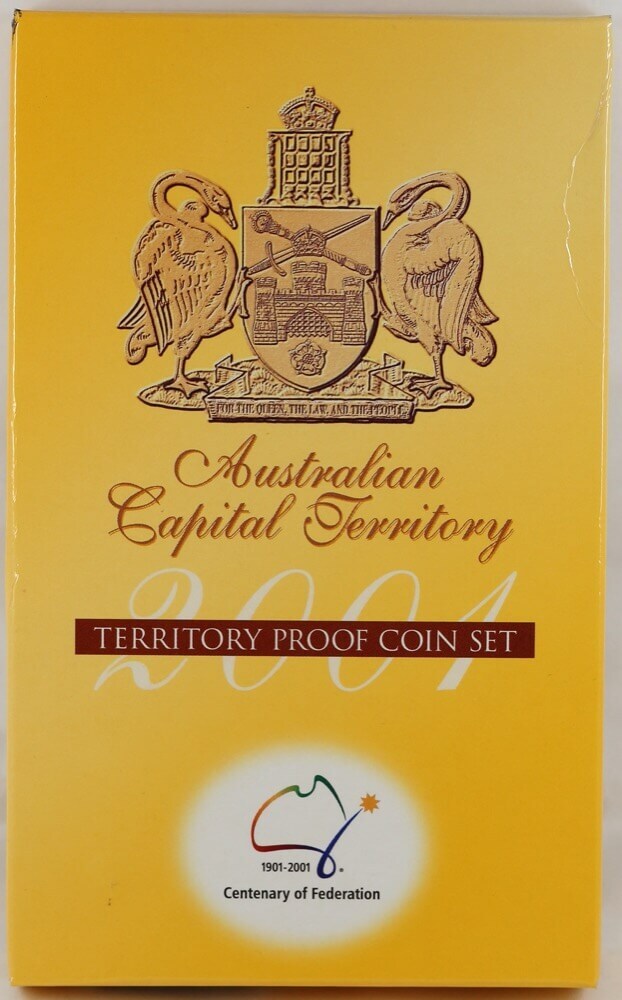 FOR THE QUEEN, THE LAW, AND THE PEOPLE
Australian
Capital Territory
2001
TERRITORY PROOF COIN SET
1901-2001
Centenary of Federation